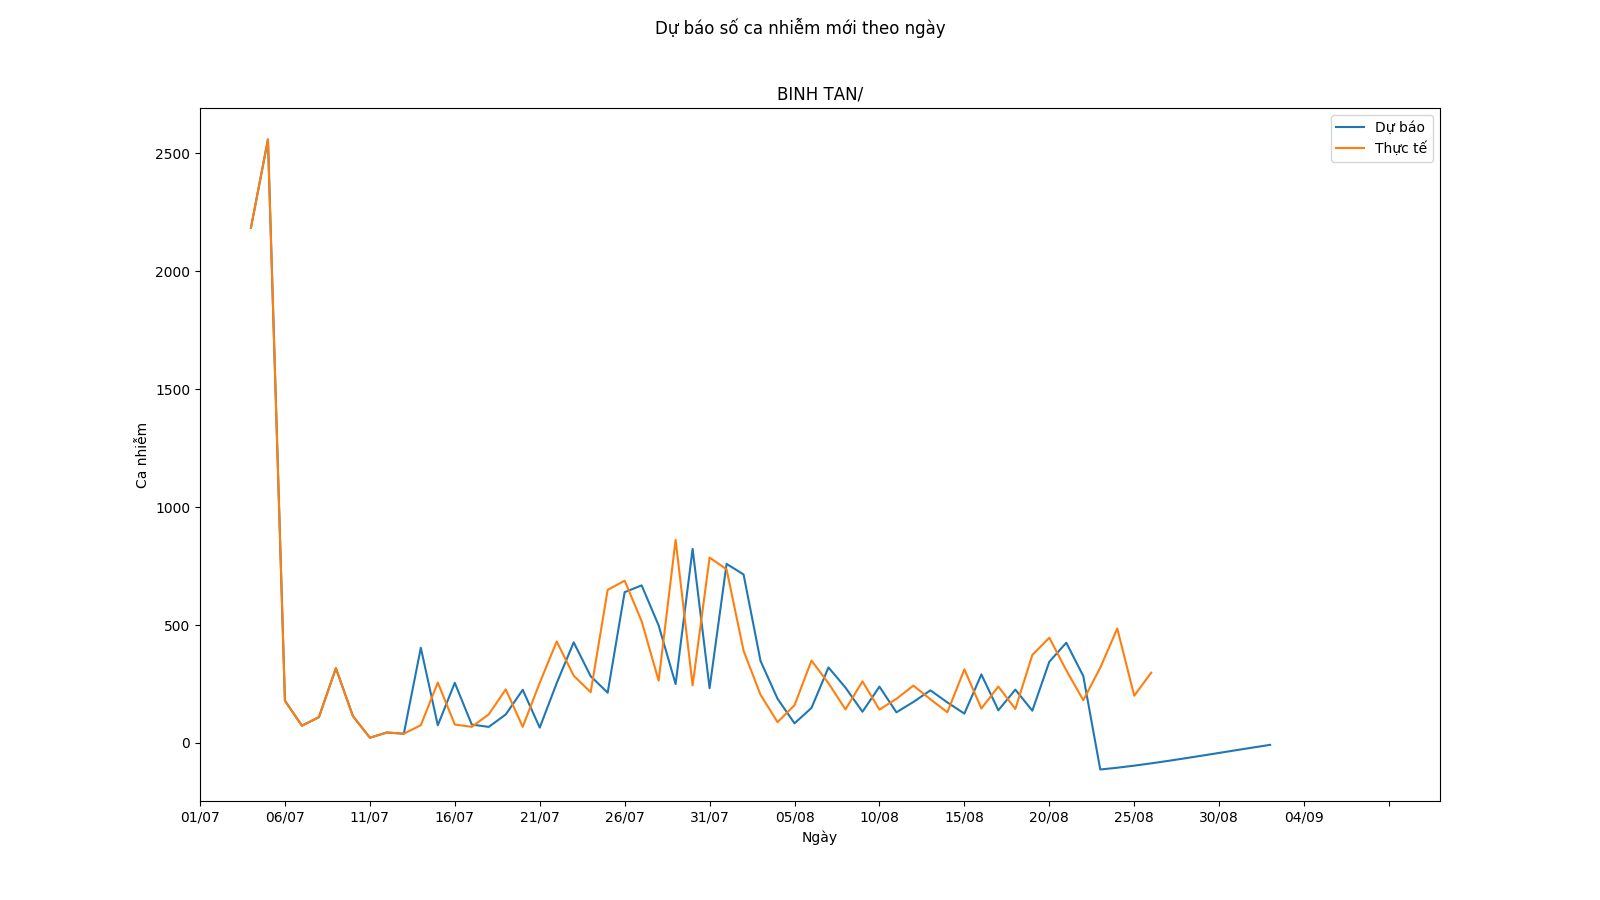 Dự báo số ca nhiễm mới theo ngày
BINH TAN/
Dự báo
Thực tế
2500
2000
1500
1000
500
0
Ca nhiễm
01/07 06/07 11/07 16/07 21/07 26/07 31/07 05/08 10/08 15/08 20/08 25/08 30/08 04/09
Ngày